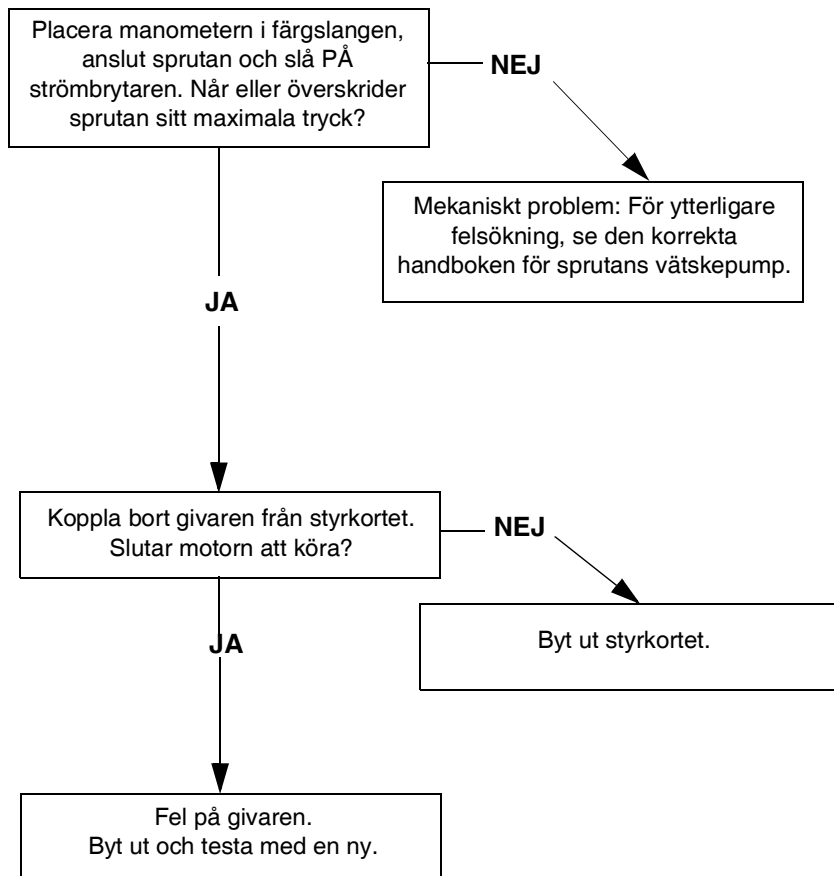 Placera manometern i färgslangen,
anslut sprutan och slå PÅ
strömbrytaren. Når eller överskrider
sprutan sitt maximala tryck?
NEJ
Mekaniskt problem: För ytterligare
felsökning, se den korrekta
handboken för sprutans vätskepump.
JA
Koppla bort givaren från styrkortet.
Slutar motorn att köra?
NEJ
Byt ut styrkortet.
JA
Fel på givaren.
Byt ut och testa med en ny.